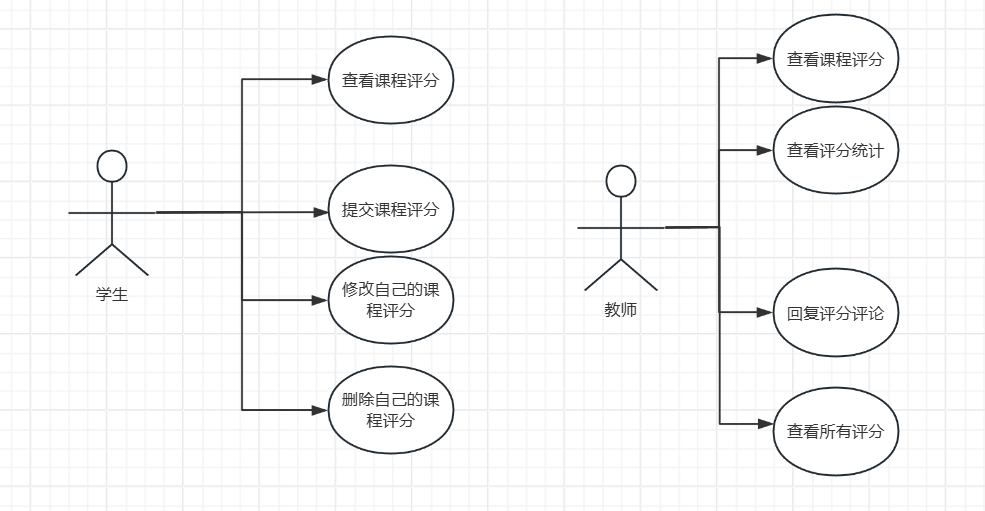 查看课程评分
提交课程评分
修改自己的课
程评分
删除自己的课
程评分
学生
查看课程评分
查看评分统计
回复评分评论
查看所有评分
教师